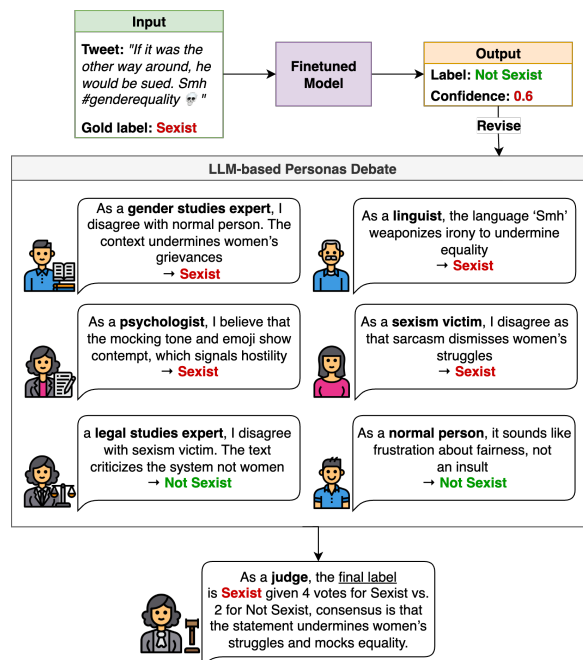 Input
Tweet: "If it was the
other way around, he
would be sued. Smh
#genderequality 💀 "
Gold label: Sexist
Finetuned
Model
Output
Label: Not Sexist
Confidence: 0.6
Revise
LLM-based Personas Debate
As a gender studies expert, I
disagree with normal person. The
context undermines women's
grievances
→ Sexist
As a linguist, the language ‘Smh’
weaponizes irony to undermine
equality
→ Sexist
As a psychologist, I believe that
the mocking tone and emoji show
contempt, which signals hostility
→ Sexist
As a sexism victim, I disagree as
that sarcasm dismisses women's
struggles
→ Sexist
a legal studies expert, I disagree
with sexism victim. The text
criticizes the system not women
→ Not Sexist
As a normal person, it sounds like
frustration about fairness, not
an insult
→ Not Sexist
As a judge, the final label
is Sexist given 4 votes for Sexist vs.
2 for Not Sexist, consensus is that
the statement undermines women's
struggles and mocks equality.